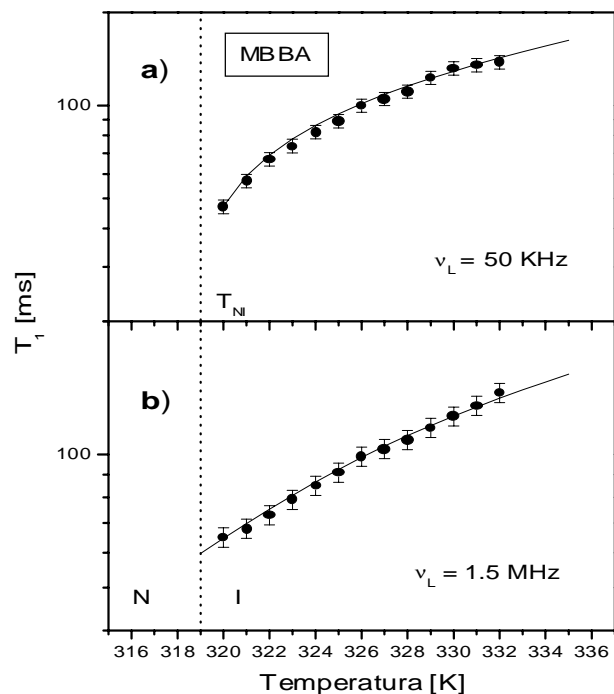 a)
MBBA
100
ν_L = 50 KHz
T_NI
T_1 [ms]
b)
100
ν_L = 1.5 MHz
N I
316 318 320 322 324 326 328 330 332 334 336
Temperatura [K]